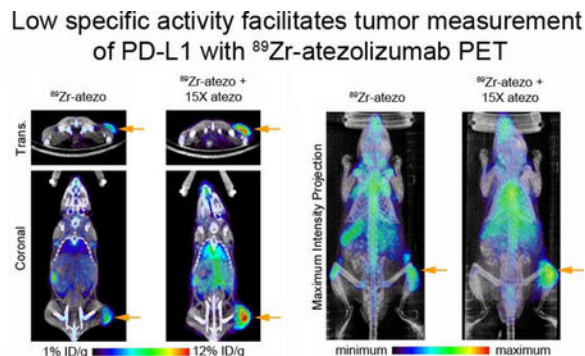 Low specific activity facilitates tumor measurement
of PD-L1 with ⁸⁹Zr-atezolizumab PET
⁸⁹Zr-atezo
⁸⁹Zr-atezo +
15X atezo
Trans.
Coronal
1% ID/g
12% ID/g
⁸⁹Zr-atezo
⁸⁹Zr-atezo +
15X atezo
Maximum Intensity Projection
minimum
maximum